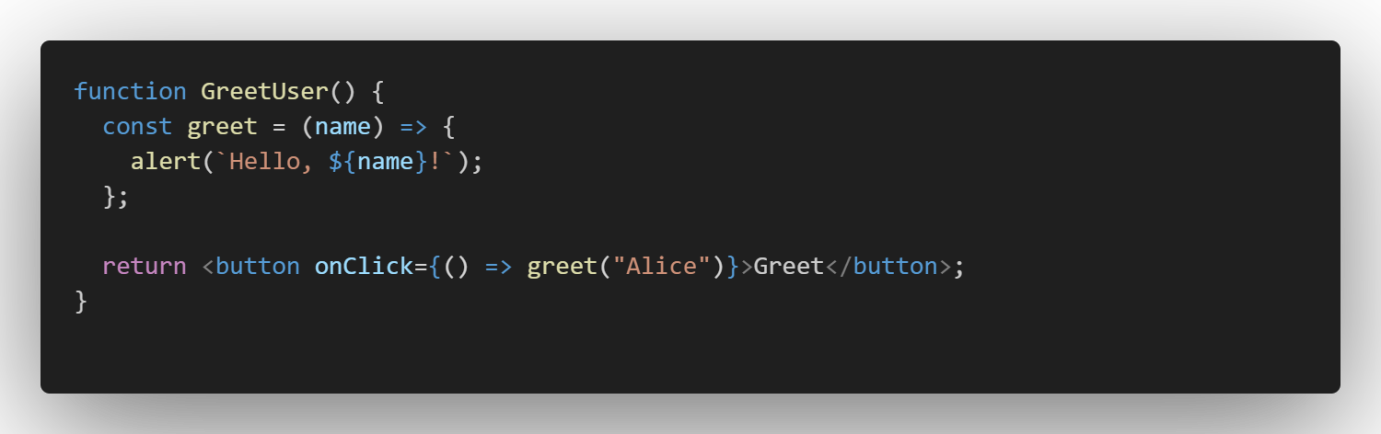 function GreetUser() {
  const greet = (name) => {
    alert(`Hello, ${name}!`);
  };

  return <button onClick={() => greet("Alice")}>Greet</button>;
}